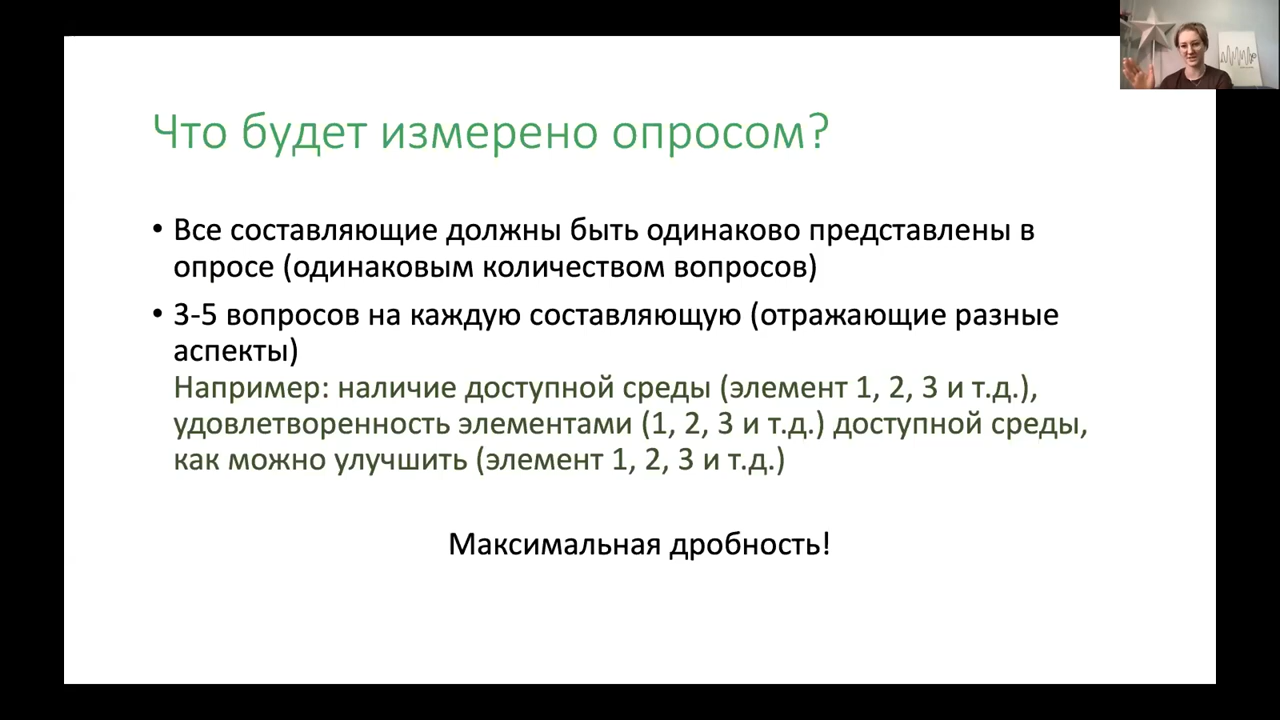 Что будет измерено опросом?
• Все составляющие должны быть одинаково представлены в
опросе (одинаковым количеством вопросов)
• 3-5 вопросов на каждую составляющую (отражающие разные
аспекты)
Например: наличие доступной среды (элемент 1, 2, 3 и т.д.),
удовлетворенность элементами (1, 2, 3 и т.д.) доступной среды,
как можно улучшить (элемент 1, 2, 3 и т.д.)
Максимальная дробность!